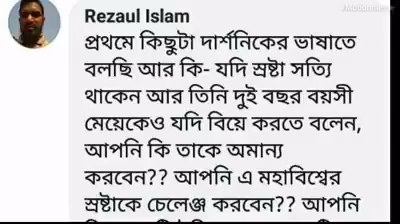 Rezaul Islam
প্রথমে কিছুটা দার্শনিকের ভাষাতে
বলছি আর কি- যদি স্রষ্টা সত্যি
থাকেন আর তিনি দুই বছর বয়সী
মেয়েকেও যদি বিয়ে করতে বলেন,
আপনি কি তাকে অমান্য
করবেন?? আপনি এ মহাবিশ্বের
স্রষ্টাকে চেলেঞ্জ করবেন?? আপনি